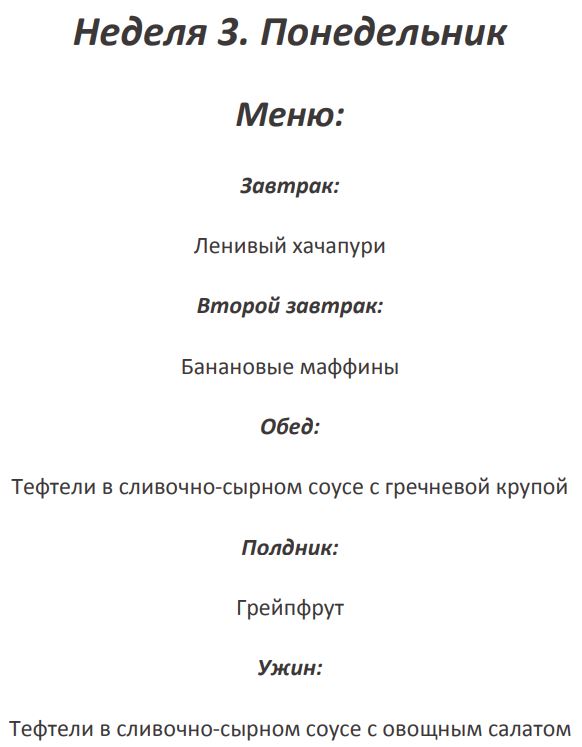 Неделя 3. Понедельник
Меню:
Завтрак:
Ленивый хачапури
Второй завтрак:
Банановые маффины
Обед:
Тефтели в сливочно-сырном соусе с гречневой крупой
Полдник:
Грейпфрут
Ужин:
Тефтели в сливочно-сырном соусе с овощным салатом